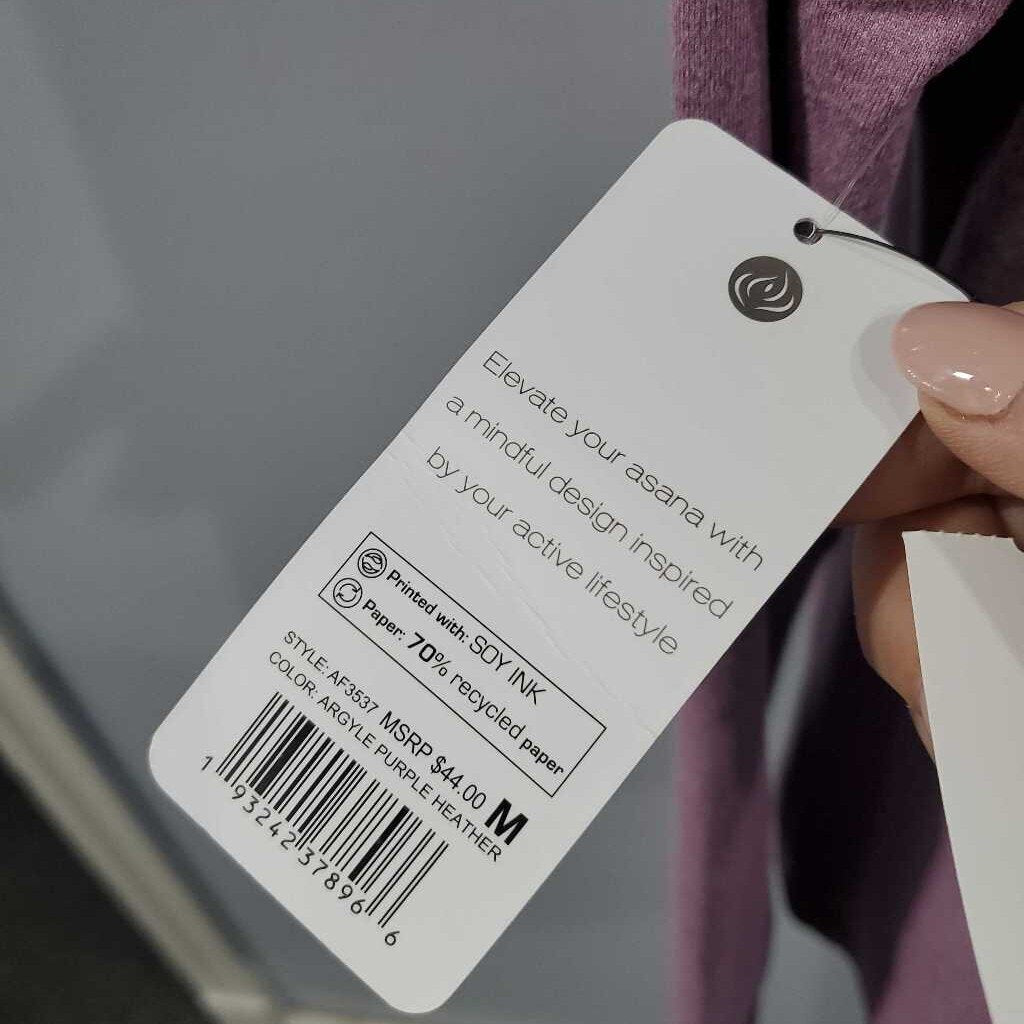 Elevate your asana with
a mindful design inspired
by your active lifestyle
Printed with: SOY INK
Paper: 70% recycled paper
STYLE: AF3537 MSRP $44.00 M
COLOR: ARGYLE PURPLE HEATHER
1 93242 37896 6